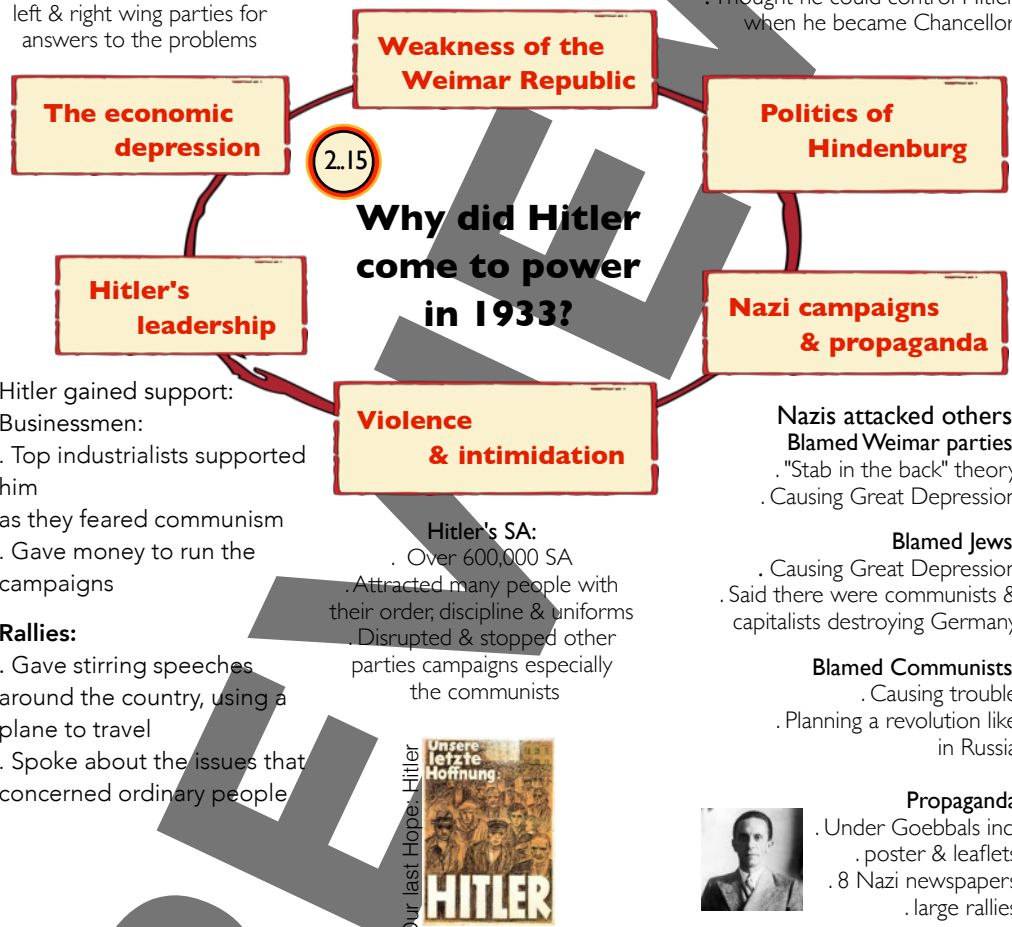 left & right wing parties for
answers to the problems
. Thought he could control Hitler
when he became Chancellor
Weakness of the
Weimar Republic
The economic
depression
Politics of
Hindenburg
2..15
Why did Hitler
come to power
in 1933?
Hitler's
leadership
Nazi campaigns
& propaganda
Violence
& intimidation
Hitler gained support:
Businessmen:
. Top industrialists supported
him
as they feared communism
. Gave money to run the
campaigns
Rallies:
. Gave stirring speeches
around the country, using a
plane to travel
. Spoke about the issues that
concerned ordinary people
Hitler's SA:
. Over 600,000 SA
. Attracted many people with
their order, discipline & uniforms
. Disrupted & stopped other
parties campaigns especially
the communists
Our last Hope: Hitler
Unsere
letzte
Hoffnung:
HITLER
Nazis attacked others
Blamed Weimar parties
. "Stab in the back" theory
. Causing Great Depression
Blamed Jews
. Causing Great Depression
. Said there were communists &
capitalists destroying Germany
Blamed Communists
. Causing trouble
. Planning a revolution like
in Russia
Propaganda
. Under Goebbals inc
. poster & leaflets
. 8 Nazi newspapers
. large rallies